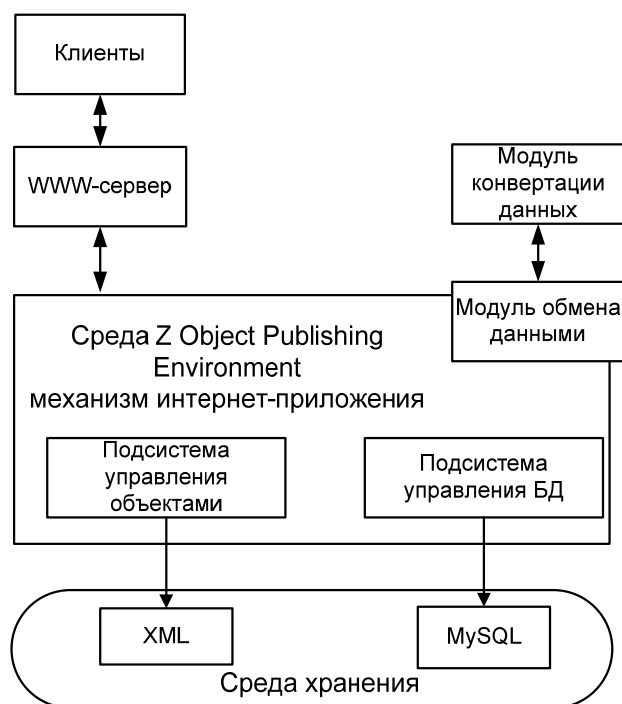 Клиенты
WWW-сервер
Модуль
конвертации
данных
Модуль обмена
данными
Среда Z Object Publishing
Environment
механизм интернет-приложения
Подсистема
управления
объектами
Подсистема
управления БД
XML
MySQL
Среда хранения